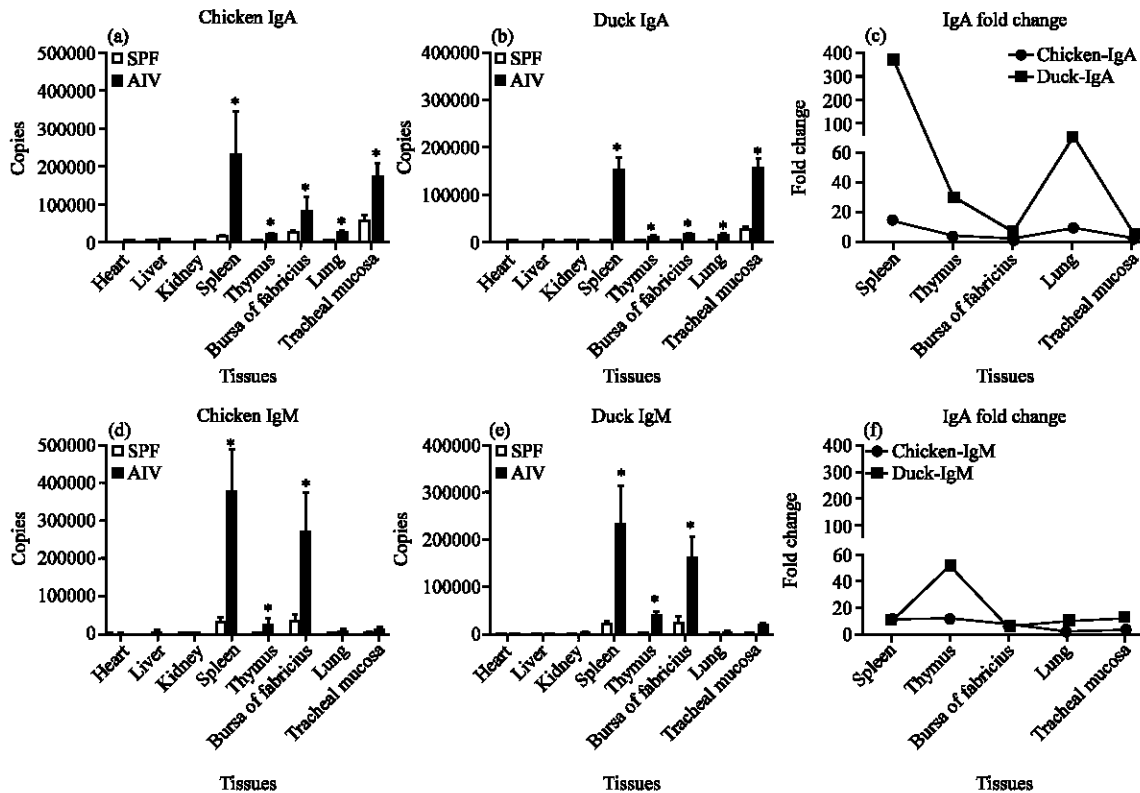 Chicken IgA
(a)
SPF
AIV
500000
400000
300000
200000
100000
0
Copies
*
*
*
*
*
Heart
Liver
Kidney
Spleen
Thymus
Bursa of fabricius
Lung
Tracheal mucosa
Tissues
Duck IgA
(b)
SPF
AIV
400000
300000
200000
100000
0
Copies
*
*
*
*
*
Heart
Liver
Kidney
Spleen
Thymus
Bursa of fabricius
Lung
Tracheal mucosa
Tissues
IgA fold change
(c)
Chicken-IgA
Duck-IgA
400
300
200
100
60
40
20
0
Fold change
Spleen
Thymus
Bursa of fabricius
Lung
Tracheal mucosa
Tissues
Chicken IgM
(d)
SPF
AIV
500000
400000
300000
200000
100000
0
Copies
*
*
*
Heart
Liver
Kidney
Spleen
Thymus
Bursa of fabricius
Lung
Tracheal mucosa
Tissues
Duck IgM
(e)
SPF
AIV
400000
300000
200000
100000
0
Copies
*
*
*
Heart
Liver
Kidney
Spleen
Thymus
Bursa of fabricius
Lung
Tracheal mucosa
Tissues
IgA fold change
(f)
Chicken-IgM
Duck-IgM
400
300
200
100
60
40
20
0
Fold change
Spleen
Thymus
Bursa of fabricius
Lung
Tracheal mucosa
Tissues